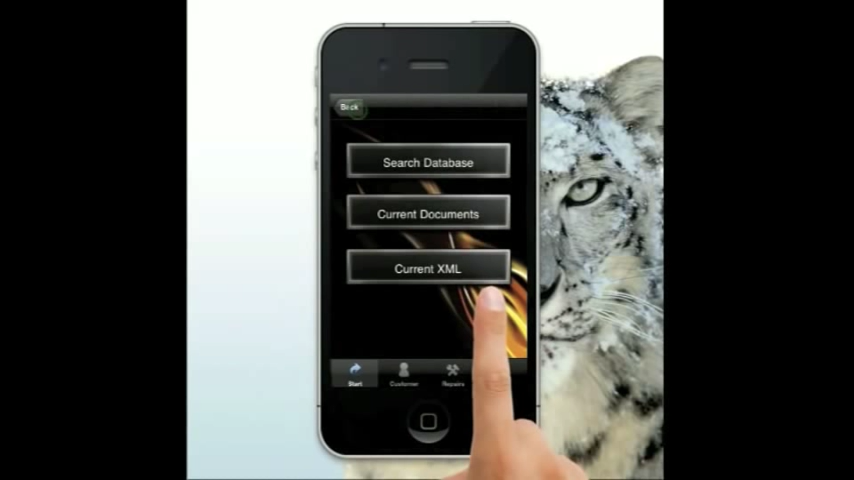 Back
Search Database
Current Documents
Current XML
Start
Customer
Repairs